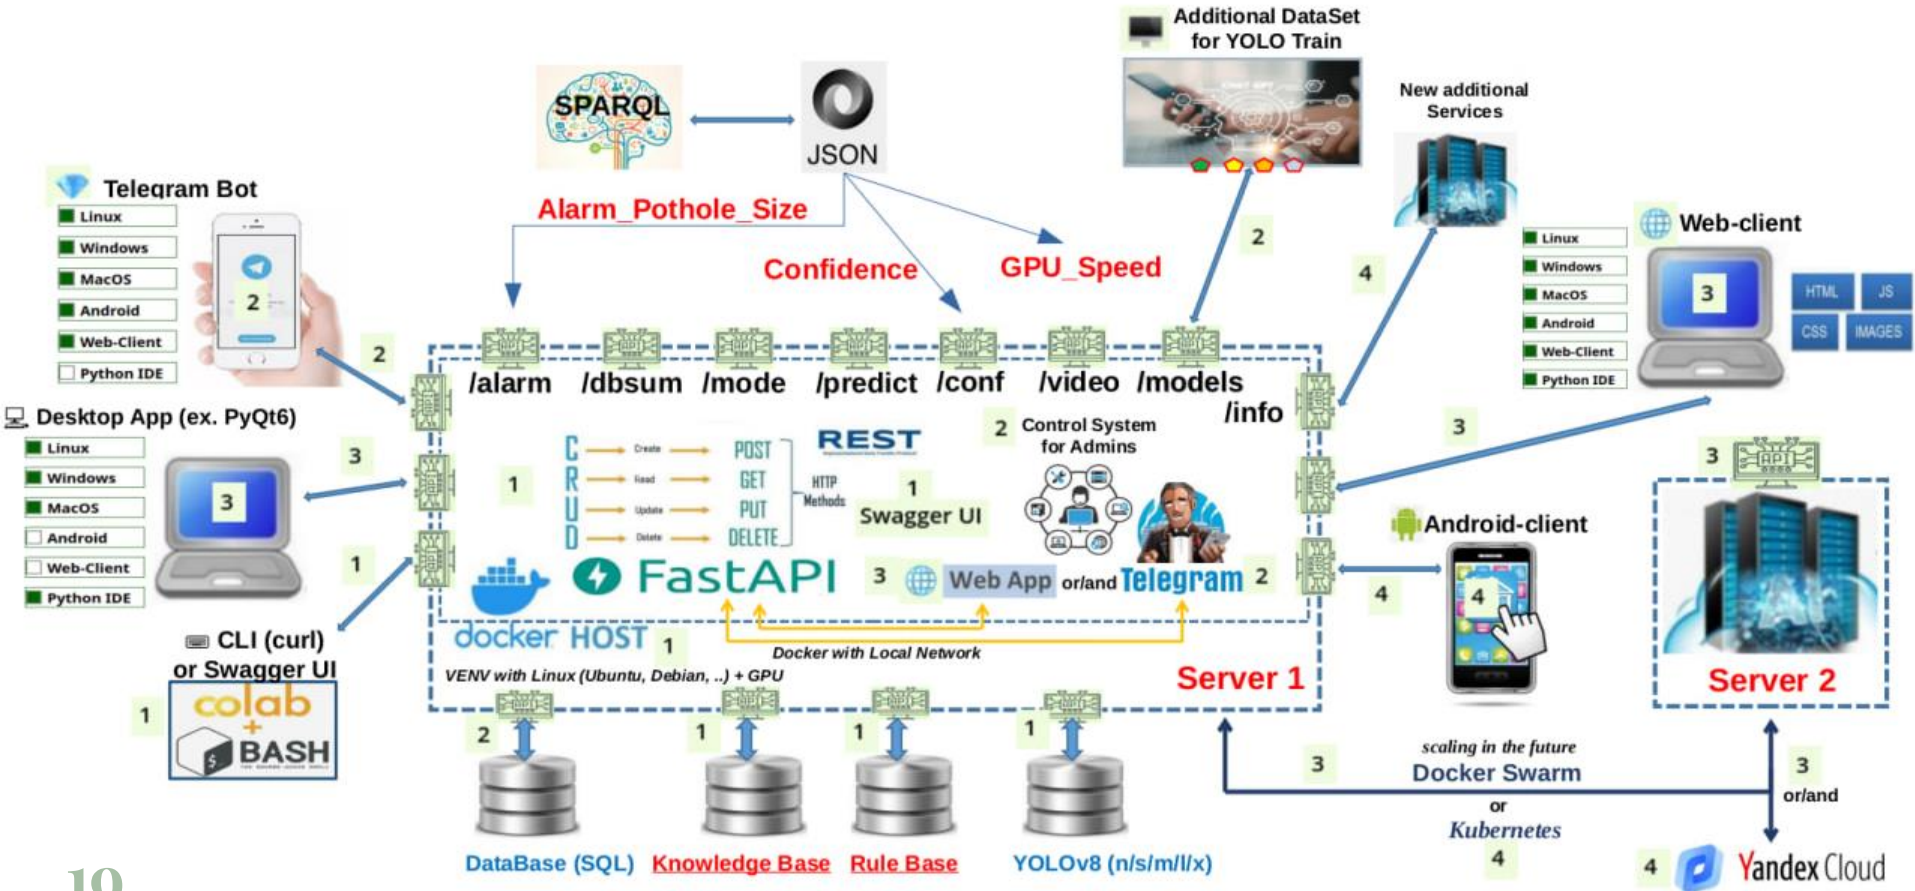 Additional DataSet
for YOLO Train
SPARQL
JSON
New additional
Services
Telegram Bot
Linux
Windows
MacOS
Android
Web-Client
Python IDE
2
2
Alarm_Pothole_Size
Confidence
GPU_Speed
2
4
Web-client
Linux
Windows
MacOS
Android
Web-Client
Python IDE
3
HTML
JS
CSS
IMAGES
Desktop App (ex. PyQt6)
Linux
Windows
MacOS
Android
Web-Client
Python IDE
3
3
1
CLI (curl)
or Swagger UI
1
colab
+
BASH
API
/alarm
/dbsum
/mode
/predict
/conf
/video
/models
/info
1
C
R
U
D
Create
Read
Update
Delete
POST
GET
PUT
DELETE
HTTP
Methods
REST
1
Swagger UI
2
Control System
for Admins
FastAPI
3
Web App
or/and
Telegram
2
docker HOST
1
Docker with Local Network
VENV with Linux (Ubuntu, Debian, ..) + GPU
Server 1
3
4
Android-client
4
3
API
Server 2
2
1
1
1
DataBase (SQL)
Knowledge Base
Rule Base
YOLOv8 (n/s/m/l/x)
3
scaling in the future
Docker Swarm
or
Kubernetes
4
3
or/and
4
Yandex Cloud
19